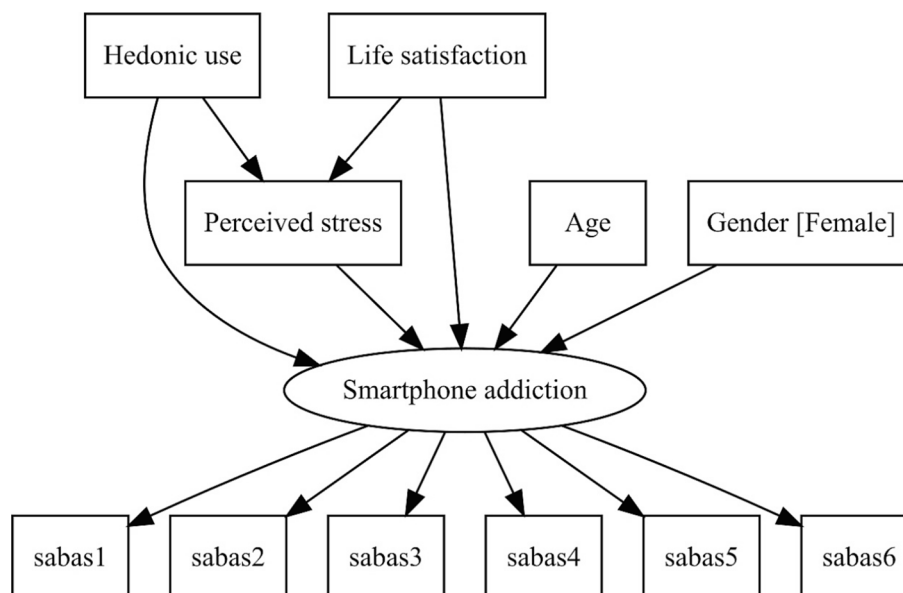 Hedonic use
Life satisfaction
Perceived stress
Age
Gender [Female]
Smartphone addiction
sabas1
sabas2
sabas3
sabas4
sabas5
sabas6